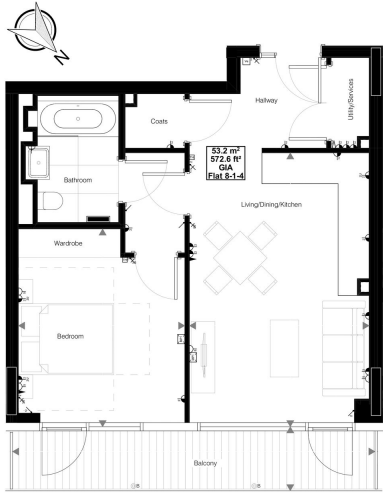 N
Hallway
Utility/Services
Coats
53.2 m²
572.6 ft²
GIA
Flat 8-1-4
Bathroom
Living/Dining/Kitchen
Wardrobe
Bedroom
Balcony